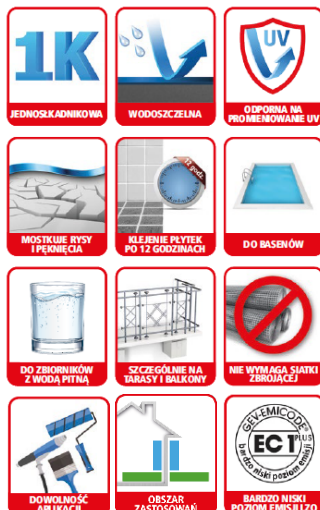 1K
JEDNOSŁKADNIKOWA
WODOSZCZELNA
UV
ODPORNA NA
PROMIENIOWANIE UV
MOSTKUJE RYSY
I PĘKNIĘCIA
12 godz.
KLEJENIE PŁYTEK
PO 12 GODZINACH
DO BASENÓW
DO ZBIORNIKÓW
Z WODĄ PITNĄ
SZCZEGÓLNIE NA
TARASY I BALKONY
NIE WYMAGA SIATKI
ZBROJĄCEJ
DOWOLNOŚĆ
APLIKACJI
OBSZAR
ZASTOSOWAŃ
GEV-EMICODE
EC 1 PLUS
bardzo niski poziom emisji
BARDZO NISKI
POZIOM EMISJI LZO